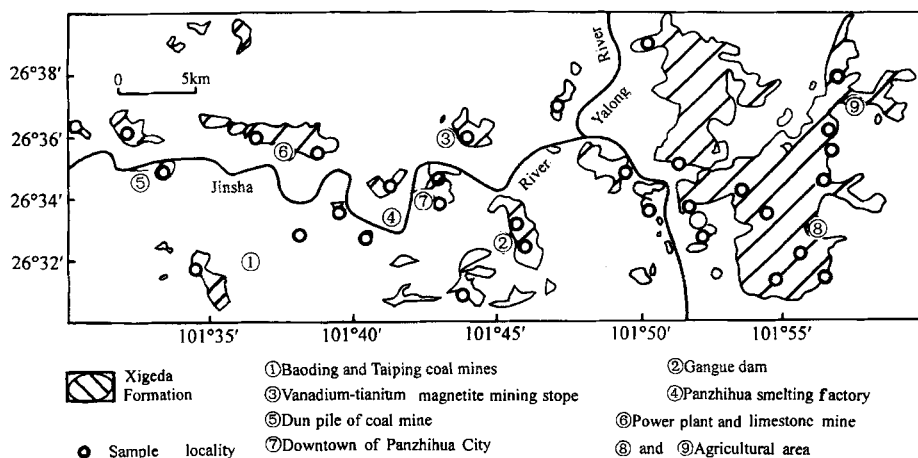 26°38′
26°36′
26°34′
26°32′
0 5km
River
Yalong
River
Jinsha
①
②
③
④
⑤
⑥
⑦
⑧
⑨
101°35′ 101°40′ 101°45′ 101°50′ 101°55′
Xigeda
Formation
Sample locality
①Baoding and Taiping coal mines
③Vanadium-tianium magnetite mining stope
⑤Dun pile of coal mine
⑦Downtown of Panzhihua City
②Gangue dam
④Panzhihua smelting factory
⑥Power plant and limestone mine
⑧ and ⑨Agricultural area